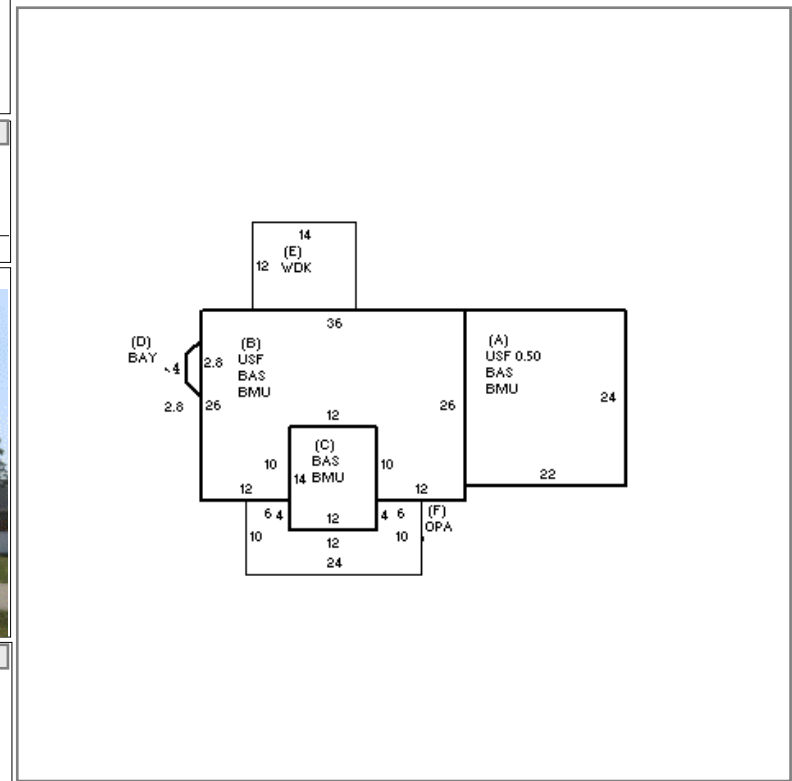 14
(E)
12 WDK
36
(D)
BAY
4
2.8
2.8
26
(B)
USF
BAS
BMU
26
(A)
USF 0.50
BAS
BMU
24
22
12
(C)
BAS
14 BMU
10
10
12
12
6 4
12
4 6
(F)
OPA
10
12
10
24